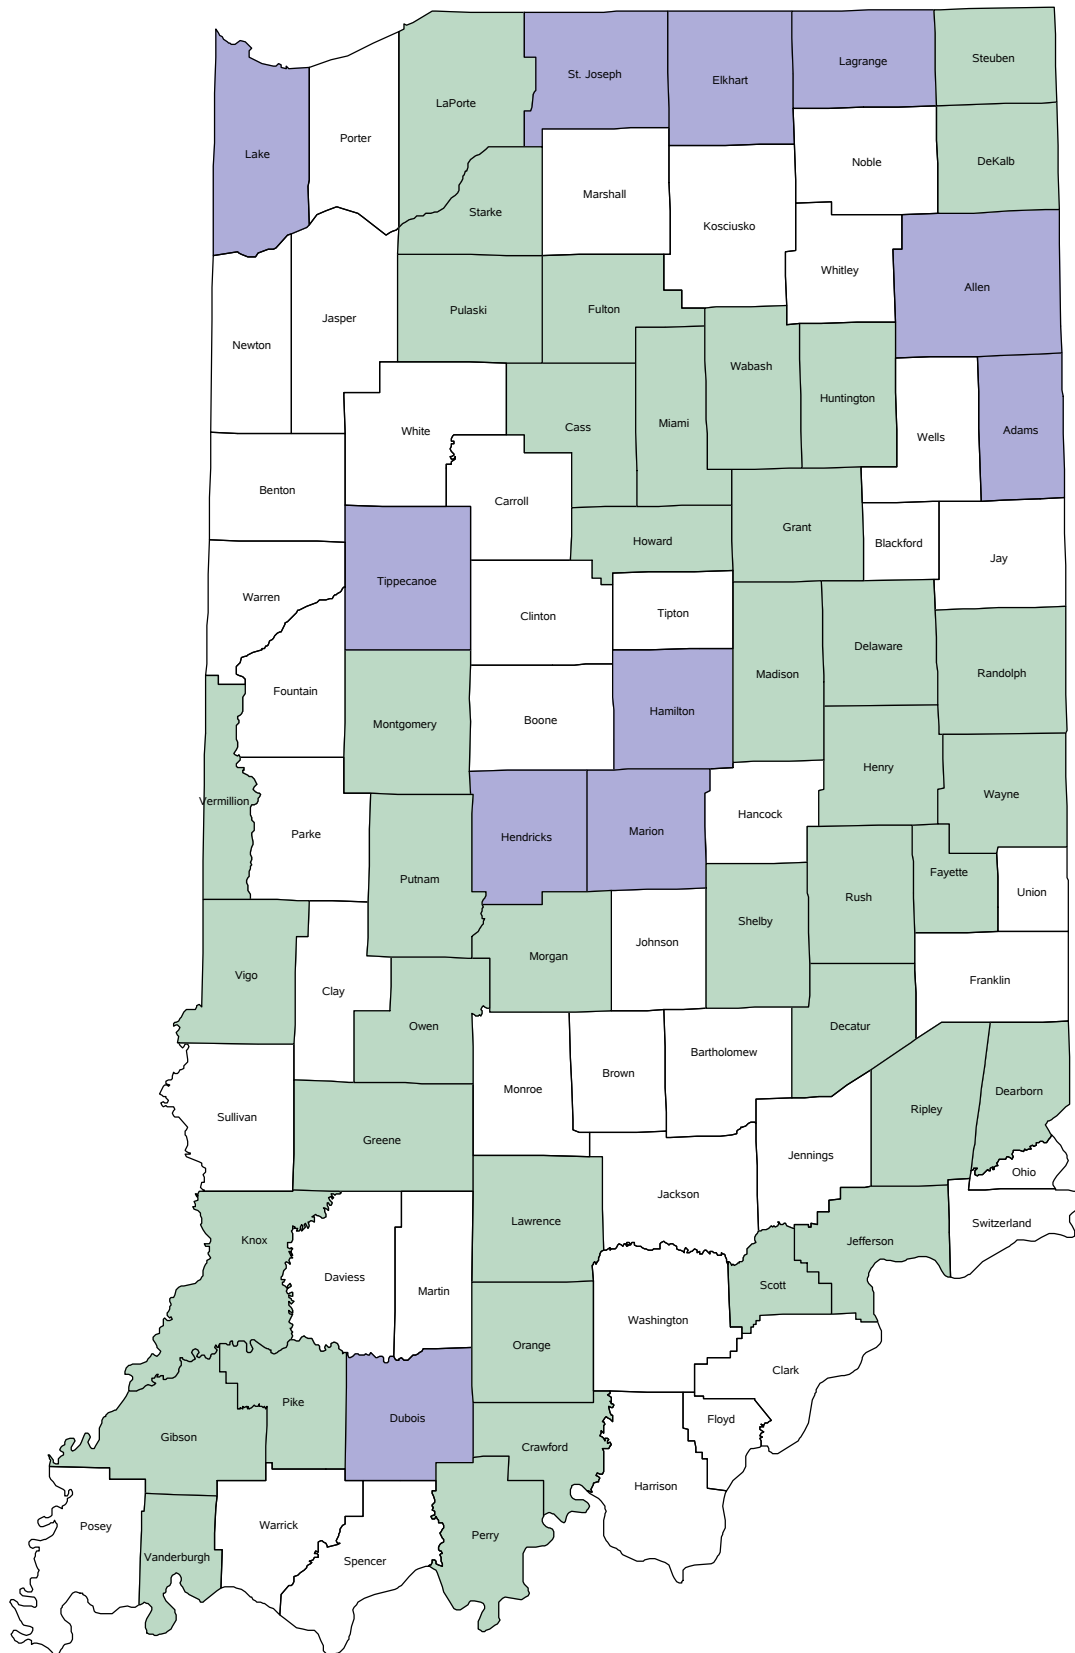 Steuben
Lagrange
St. Joseph
Elkhart
LaPorte
Porter
Lake
Noble
DeKalb
Marshall
Starke
Kosciusko
Whitley
Allen
Pulaski
Fulton
Jasper
Newton
Wabash
Huntington
Miami
Cass
White
Wells
Adams
Benton
Carroll
Grant
Howard
Blackford
Jay
Tippecanoe
Warren
Clinton
Tipton
Delaware
Madison
Randolph
Fountain
Montgomery
Boone
Hamilton
Henry
Wayne
Vermillion
Parke
Hendricks
Marion
Hancock
Putnam
Fayette
Union
Rush
Shelby
Johnson
Morgan
Vigo
Clay
Franklin
Owen
Decatur
Bartholomew
Brown
Monroe
Dearborn
Ripley
Sullivan
Greene
Jennings
Ohio
Jackson
Lawrence
Switzerland
Knox
Jefferson
Daviess
Martin
Scott
Washington
Orange
Clark
Pike
Dubois
Floyd
Gibson
Crawford
Harrison
Posey
Warrick
Perry
Vanderburgh
Spencer